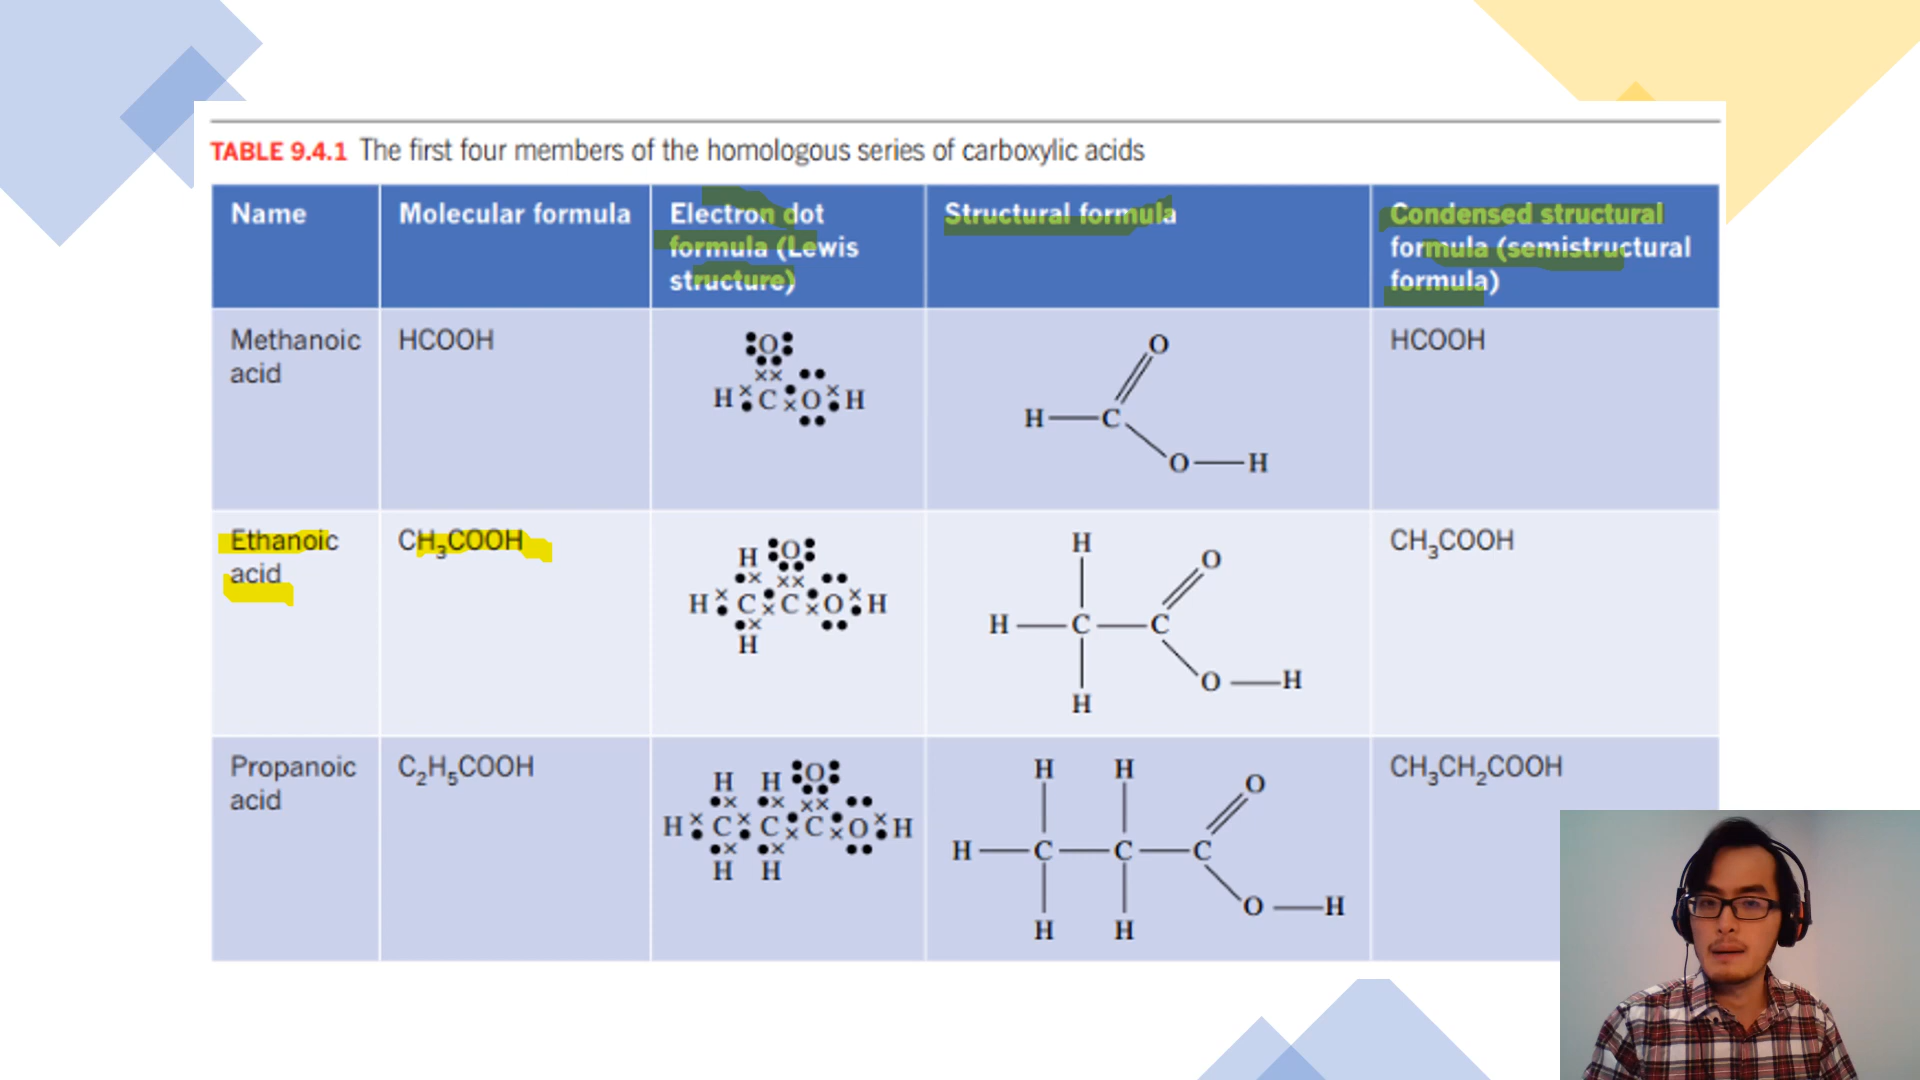 TABLE 9.4.1 The first four members of the homologous series of carboxylic acids
Name
Molecular formula
Electron dot
formula (Lewis
structure)
Structural formula
Condensed structural
formula (semistructural
formula)
Methanoic
acid
HCOOH
O
H C O H
O
H C
O H
HCOOH
Ethanoic
acid
CH₃COOH
H O
H C C O H
H
H
O
H C C
O H
H
CH₃COOH
Propanoic
acid
C₂H₅COOH
H H O
H C C C O H
H H
H H
O
H C C C
O H
H H
CH₃CH₂COOH